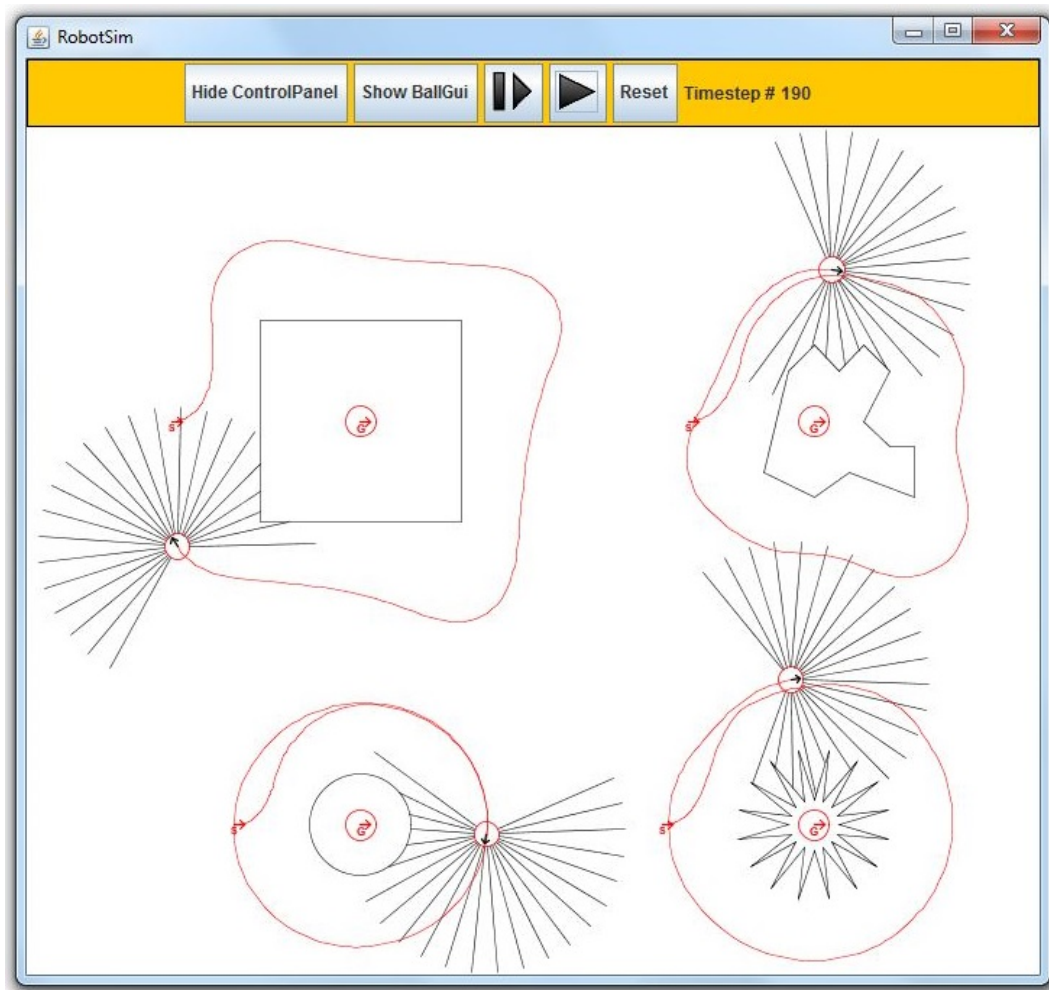 RobotSim
Hide ControlPanel Show BallGui Reset Timestep # 190
S G
S G
S G
S G